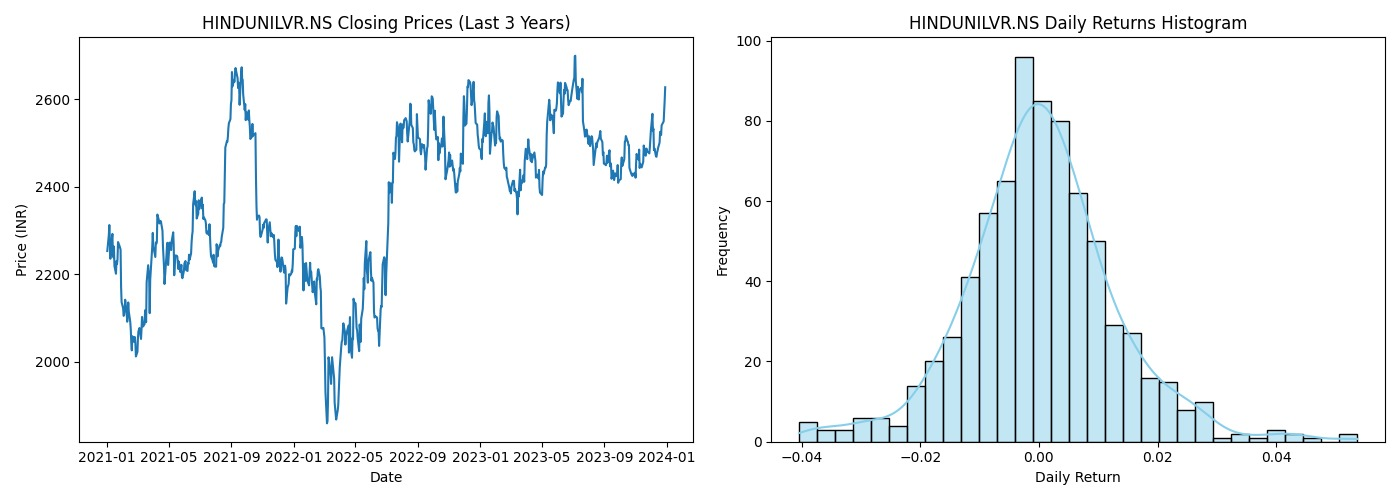 HINDUNILVR.NS Closing Prices (Last 3 Years)
Price (INR)
2600
2400
2200
2000
2021-01 2021-05 2021-09 2022-01 2022-05 2022-09 2023-01 2023-05 2023-09 2024-01
Date
HINDUNILVR.NS Daily Returns Histogram
Frequency
100
80
60
40
20
0
−0.04 −0.02 0.00 0.02 0.04
Daily Return